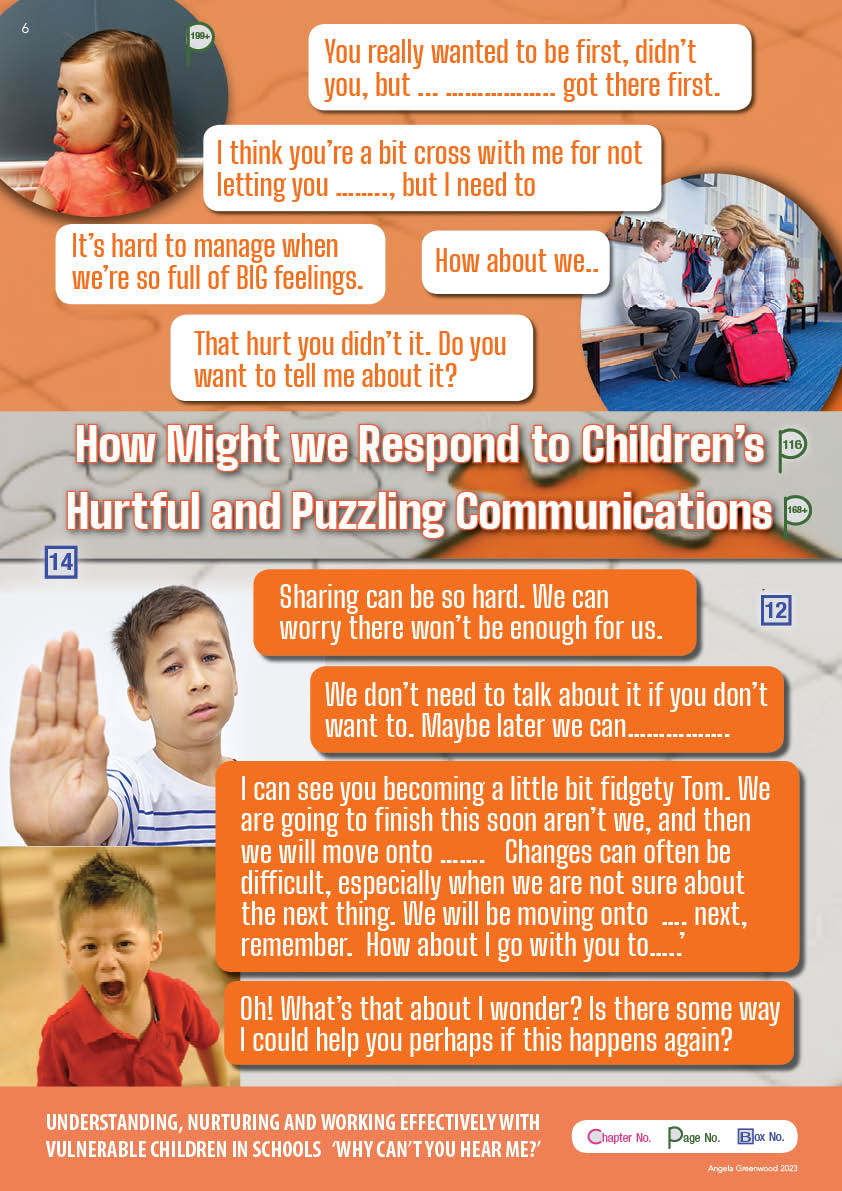 6
199+
You really wanted to be first, didn't
you, but ... ................. got there first.
I think you're a bit cross with me for not
letting you ........, but I need to
It's hard to manage when
we're so full of BIG feelings.
How about we..
That hurt you didn't it. Do you
want to tell me about it?
How Might we Respond to Children's
116
Hurtful and Puzzling Communications
168+
14
Sharing can be so hard. We can
worry there won't be enough for us.
12
We don't need to talk about it if you don't
want to. Maybe later we can................
I can see you becoming a little bit fidgety Tom. We
are going to finish this soon aren't we, and then
we will move onto ....... Changes can often be
difficult, especially when we are not sure about
the next thing. We will be moving onto .... next,
remember. How about I go with you to.....'
Oh! What's that about I wonder? Is there some way
I could help you perhaps if this happens again?
UNDERSTANDING, NURTURING AND WORKING EFFECTIVELY WITH
VULNERABLE CHILDREN IN SCHOOLS 'WHY CAN'T YOU HEAR ME?'
Chapter No. Page No. Box No.
Angela Greenwood 2023